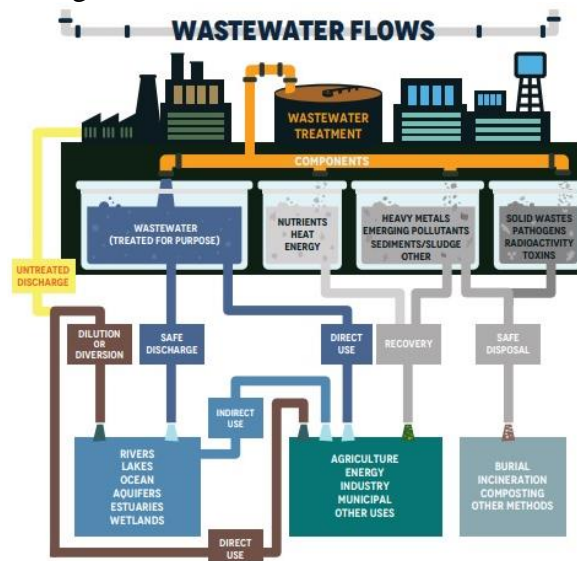 WASTEWATER FLOWS
WASTEWATER
TREATMENT
COMPONENTS
WASTEWATER
(TREATED FOR PURPOSE)
NUTRIENTS
HEAT
ENERGY
HEAVY METALS
EMERGING POLLUTANTS
SEDIMENTS/SLUDGE
OTHER
SOLID WASTES
PATHOGENS
RADIOACTIVITY
TOXINS
UNTREATED
DISCHARGE
DILUTION
OR
DIVERSION
SAFE
DISCHARGE
DIRECT
USE
RECOVERY
SAFE
DISPOSAL
INDIRECT
USE
RIVERS
LAKES
OCEAN
AQUIFERS
ESTUARIES
WETLANDS
AGRICULTURE
ENERGY
INDUSTRY
MUNICIPAL
OTHER USES
BURIAL
INCINERATION
COMPOSTING
OTHER METHODS
DIRECT
USE